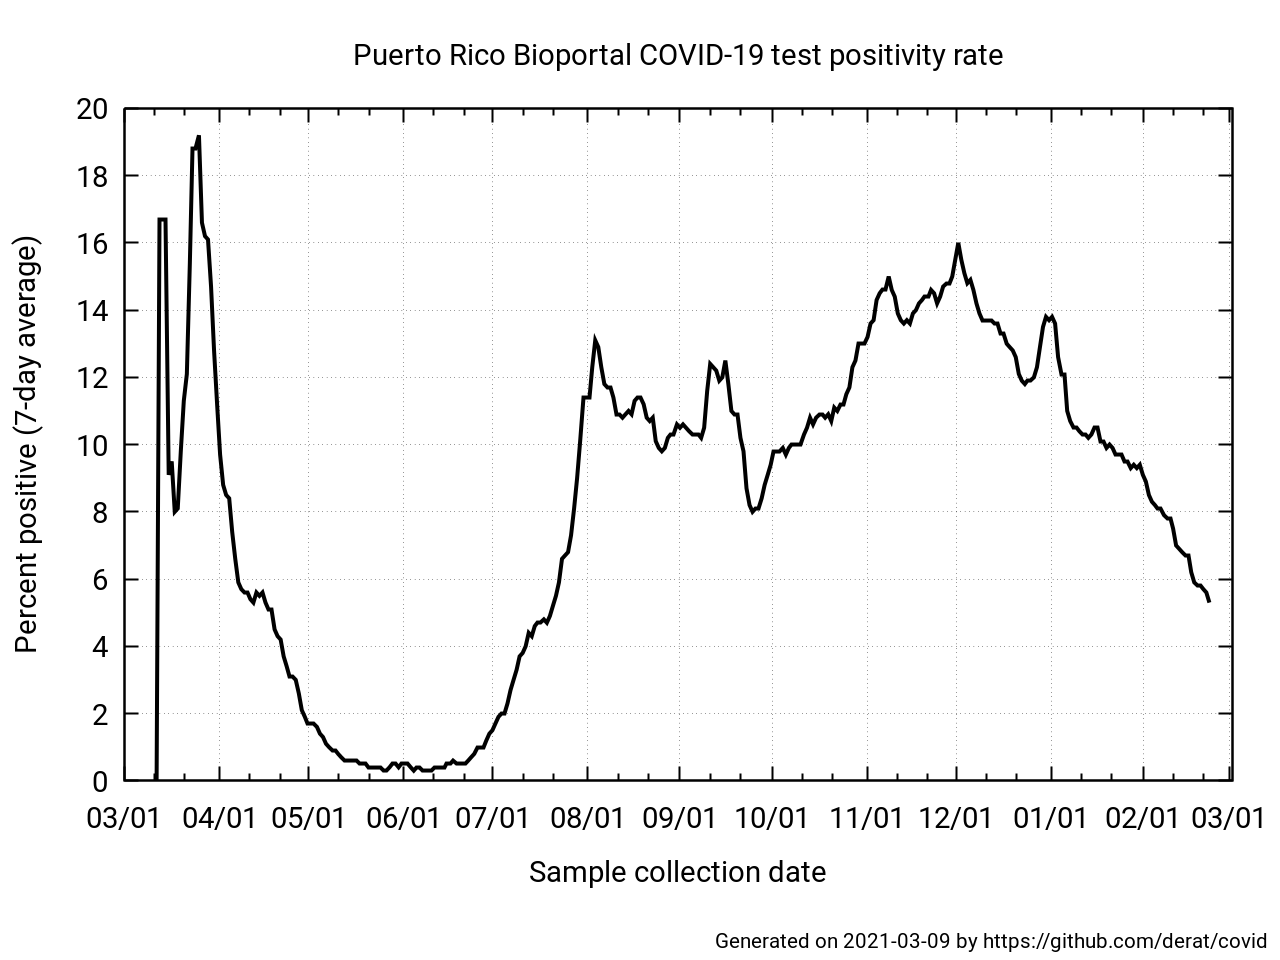 Puerto Rico Bioportal COVID-19 test positivity rate
20
18
16
14
12
10
8
6
4
2
0
Percent positive (7-day average)
03/01 04/01 05/01 06/01 07/01 08/01 09/01 10/01 11/01 12/01 01/01 02/01 03/01
Sample collection date
Generated on 2021-03-09 by https://github.com/derat/covid